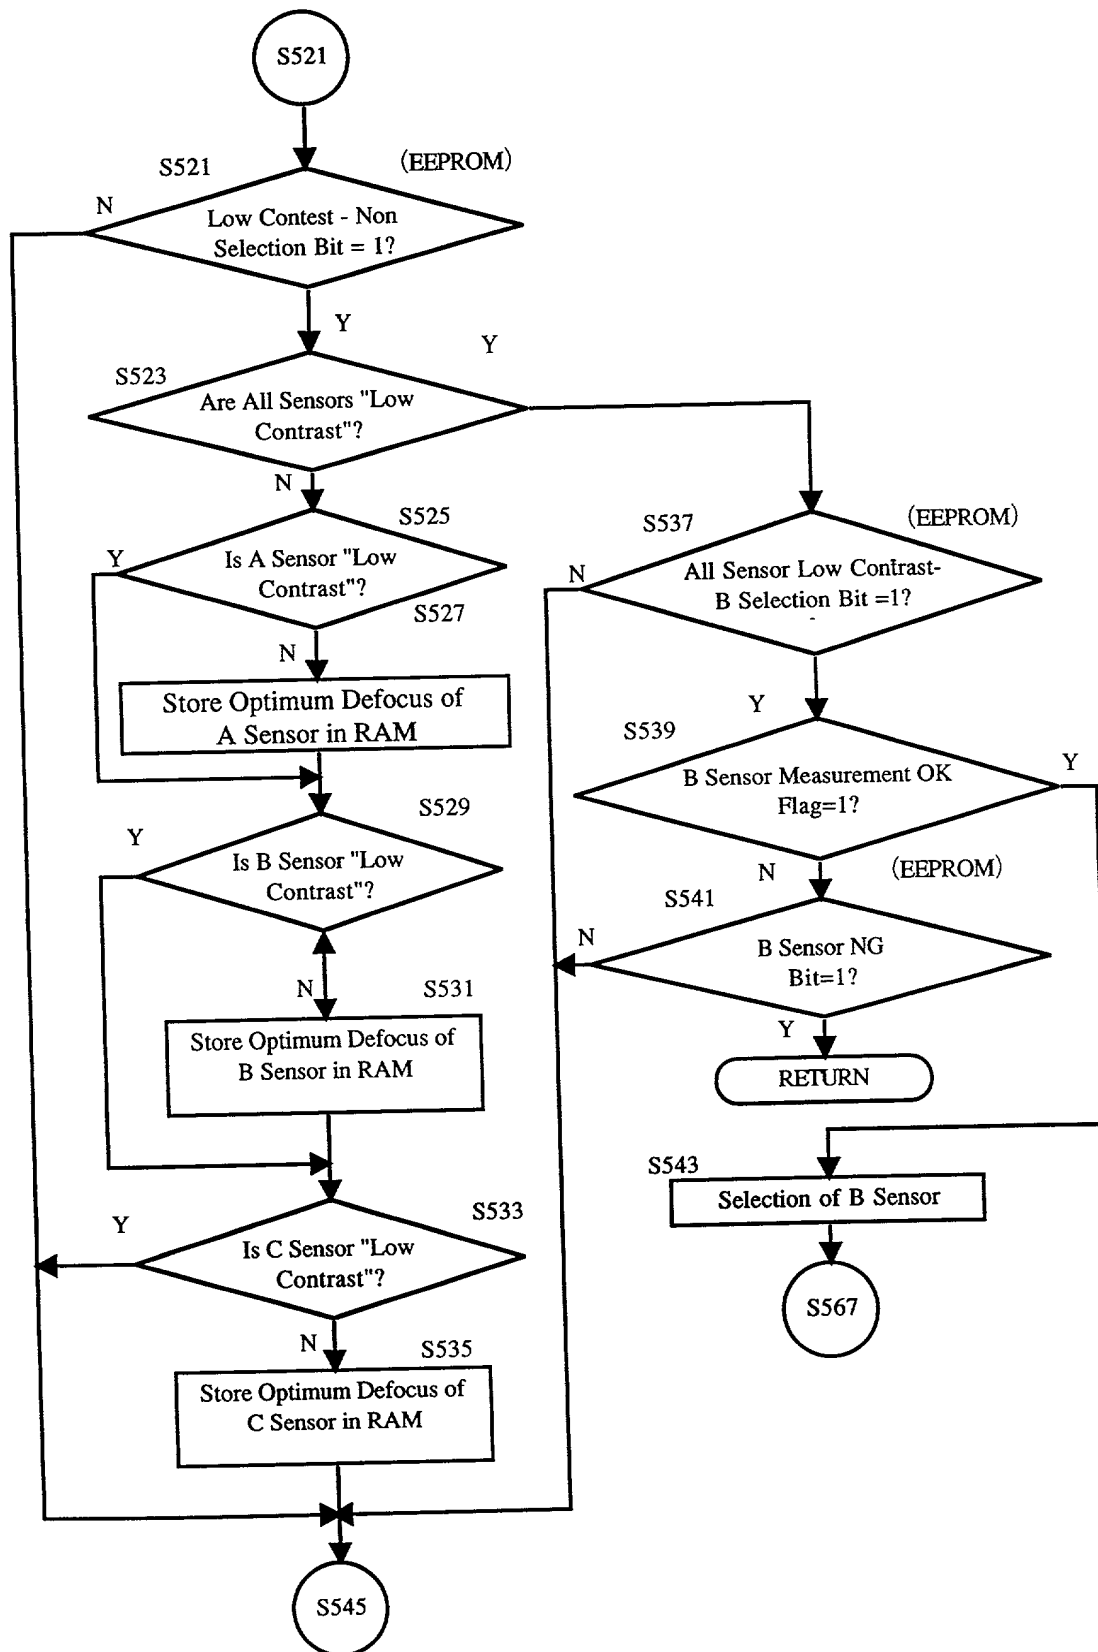 S521
S521
(EEPROM)
N
Low Contest - Non
Selection Bit = 1?
Y
Y
S523
Are All Sensors "Low
Contrast"?
N
S525
Y
Is A Sensor "Low
Contrast"?
S527
N
Store Optimum Defocus of
A Sensor in RAM
S529
Y
Is B Sensor "Low
Contrast"?
N
S531
Store Optimum Defocus of
B Sensor in RAM
S533
Y
Is C Sensor "Low
Contrast"?
N
S535
Store Optimum Defocus of
C Sensor in RAM
S545
S537
(EEPROM)
N
All Sensor Low Contrast-
B Selection Bit =1?
Y
S539
Y
B Sensor Measurement OK
Flag=1?
N
(EEPROM)
S541
N
B Sensor NG
Bit=1?
Y
RETURN
S543
Selection of B Sensor
S567